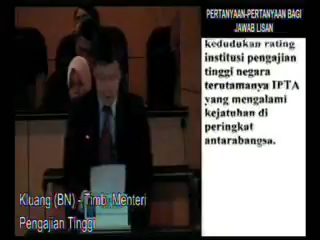 PERTANYAAN-PERTANYAAN BAGI
JAWAB LISAN
kedudukan rating
institusi pengajian
tinggi negara
terutamanya IPTA
yang mengalami
kejatuhan di
peringkat
antarabangsa.
Kluang (BN) - Timb. Menteri
Pengajian Tinggi